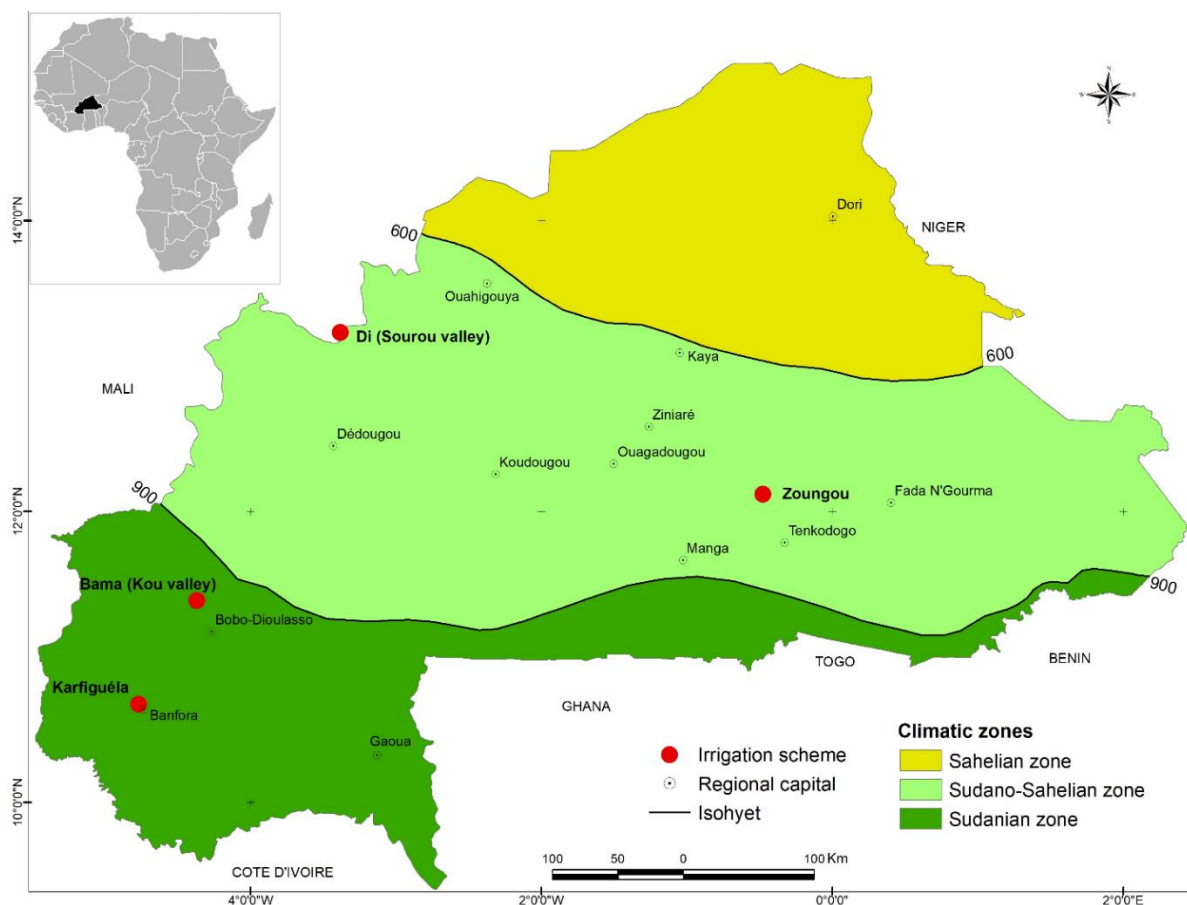 N
W
E
S
14°0'0"N
12°0'0"N
10°0'0"N
600
Dori
NIGER
Ouahigouya
Di (Sourou valley)
Kaya
600
MALI
Ziniaré
Dédougou
Ouagadougou
Koudougou
Zoungou
Fada N'Gourma
900
Tenkodogo
Manga
900
Bama (Kou valley)
Bobo-Dioulasso
TOGO
BENIN
Karfiguéla
Banfora
GHANA
Gaoua
Irrigation scheme
Regional capital
Isohyet
Climatic zones
Sahelian zone
Sudano-Sahelian zone
Sudanian zone
COTE D'IVOIRE
100 50 0 100 Km
4°0'0"W 2°0'0"W 0°0'0" 2°0'0"E